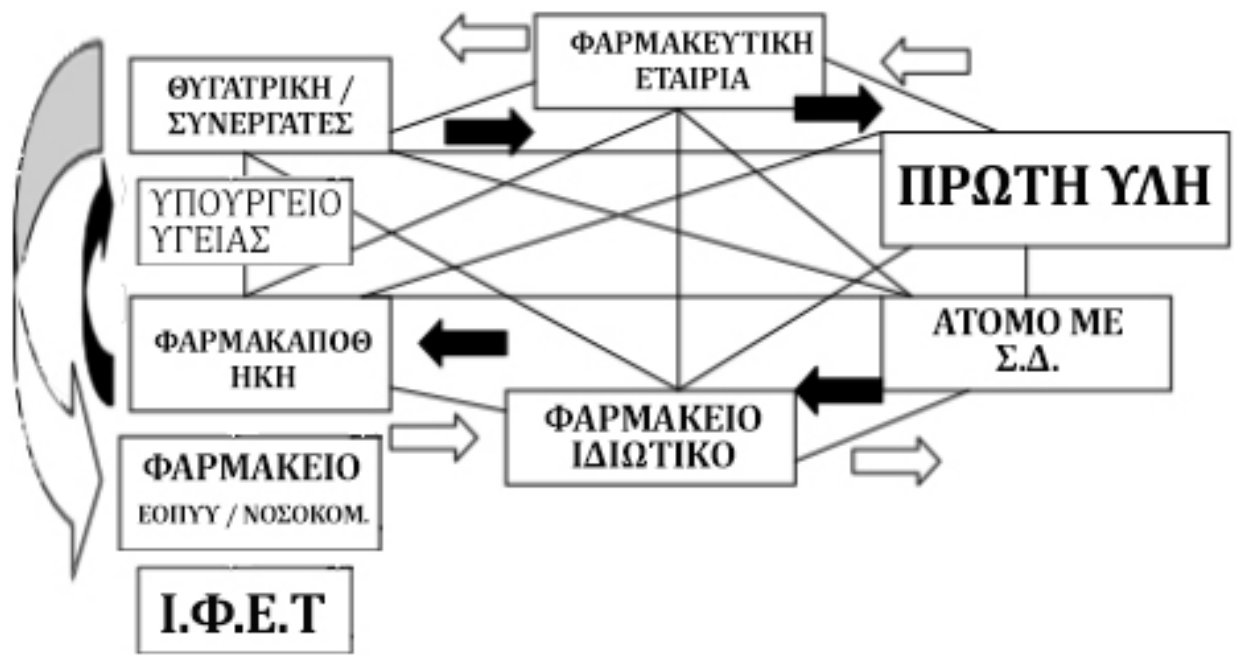 ΦΑΡΜΑΚΕΥΤΙΚΗ
ΕΤΑΙΡΙΑ
ΘΥΓΑΤΡΙΚΗ /
ΣΥΝΕΡΓΑΤΕΣ
ΠΡΩΤΗ ΥΛΗ
ΥΠΟΥΡΓΕΙΟ
ΥΓΕΙΑΣ
ΑΤΟΜΟ ΜΕ
Σ.Δ.
ΦΑΡΜΑΚΑΠΟΘ
ΗΚΗ
ΦΑΡΜΑΚΕΙΟ
ΙΔΙΩΤΙΚΟ
ΦΑΡΜΑΚΕΙΟ
ΕΟΠΥΥ / ΝΟΣΟΚΟΜ.
Ι.Φ.Ε.Τ